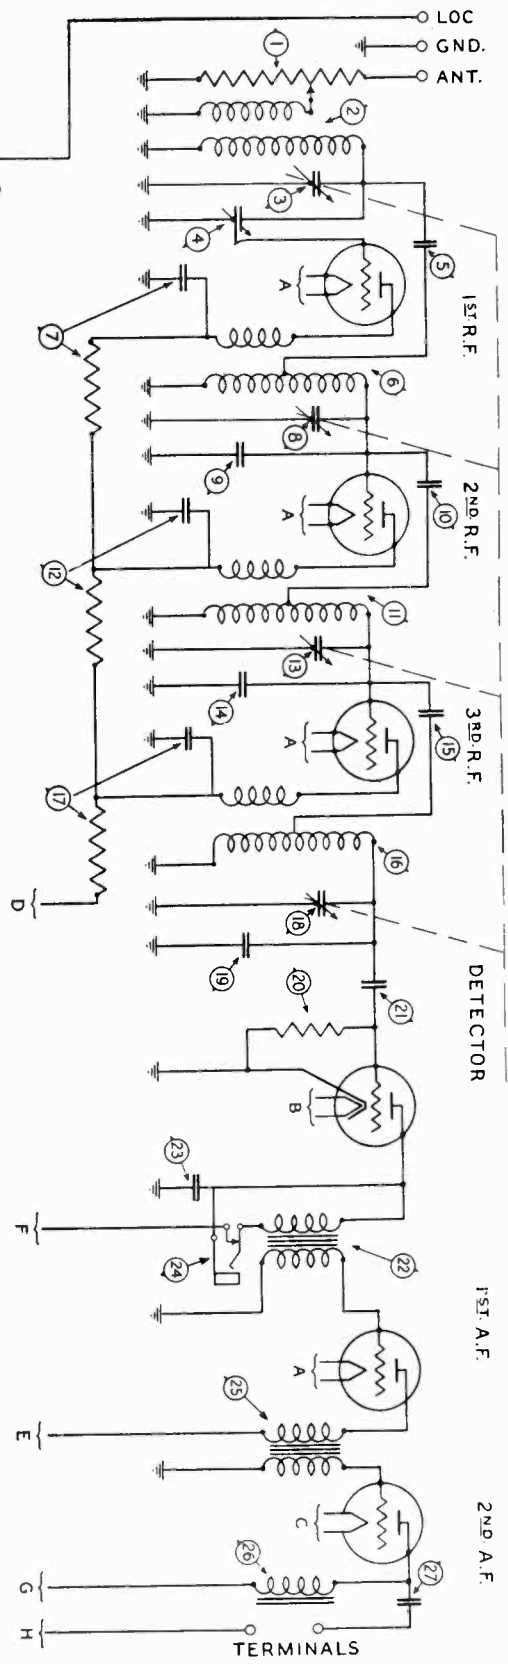 LOC
GND.
ANT.
1
2
3
4
5
A
1ST. R.F.
7
6
8
9
10
A
2ND. R.F.
12
11
13
14
15
A
3RD. R.F.
17
16
D
18
19
20
21
DETECTOR
B
23
F
24
22
1ST. A.F.
A
25
E
C
2ND. A.F.
26
27
G
H
TERMINALS